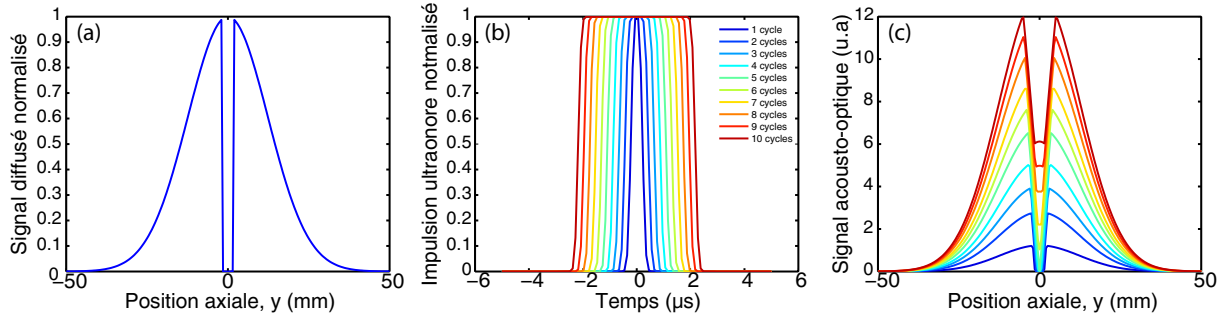 (a)
Signal diffusé normalisé
1
0.9
0.8
0.7
0.6
0.5
0.4
0.3
0.2
0.1
0
−50
0
50
Position axiale, y (mm)
(b)
Impulsion ultraonore notmalisé
1
0.9
0.8
0.7
0.6
0.5
0.4
0.3
0.2
0.1
0
−6
−4
−2
0
2
4
6
Temps (µs)
1 cycle
2 cycles
3 cycles
4 cycles
5 cycles
6 cycles
7 cycles
8 cycles
9 cycles
10 cycles
(c)
Signal acousto-optique (u.a)
12
10
8
6
4
2
0
−50
0
50
Position axiale, y (mm)